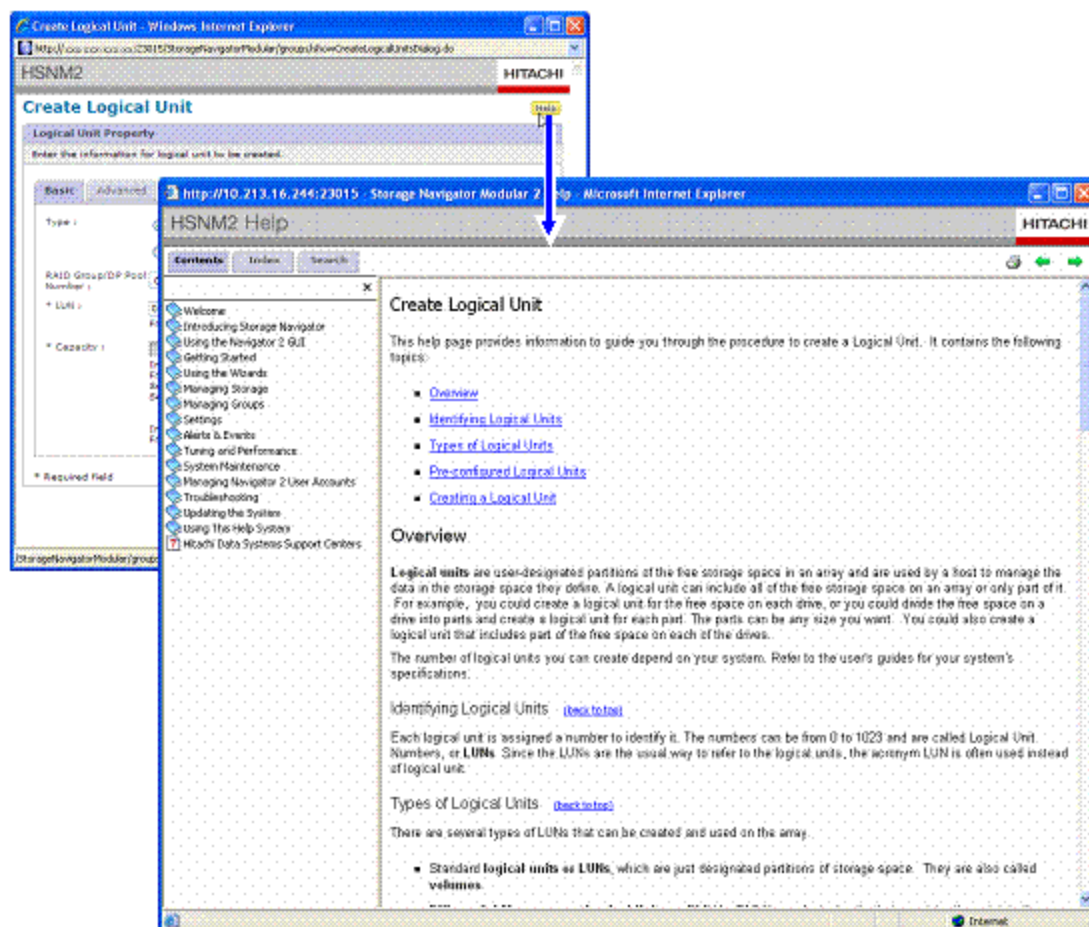 Create Logical Unit - Windows Internet Explorer
23015/StorageNavigatorModular/groups/showCreateLogicalUnitsDialog.do
HSNM2
HITACHI
Create Logical Unit
Help
Logical Unit Property
Enter the information for logical unit to be created.
Basic
Advanced
Type :
RAID Group/DP Pool
Number :
* LUN :
* Capacity :
* Required field
/StorageNavigatorModular/group
http://10.213.16.244:23015 - Storage Navigator Modular 2 Help - Microsoft Internet Explorer
HSNM2 Help
HITACHI
Contents
Index
Search
x
Welcome
Introducing Storage Navigator
Using the Navigator 2 GUI
Getting Started
Using the Wizards
Managing Storage
Managing Groups
Settings
Alerts & Events
Tuning and Performance
System Maintenance
Managing Navigator 2 User Accounts
Troubleshooting
Updating the System
Using This Help System
Hitachi Data Systems Support Centers
Create Logical Unit
This help page provides information to guide you through the procedure to create a Logical Unit. It contains the following
topics:
▪ Overview
▪ Identifying Logical Units
▪ Types of Logical Units
▪ Pre-configured Logical Units
▪ Creating a Logical Unit
Overview
Logical units are user-designated partitions of the free storage space in an array and are used by a host to manage the
data in the storage space they define. A logical unit can include all of the free storage space on an array or only part of it.
For example, you could create a logical unit for the free space on each drive, or you could divide the free space on a
drive into parts and create a logical unit for each part. The parts can be any size you want. You could also create a
logical unit that includes part of the free space on each of the drives.
The number of logical units you can create depend on your system. Refer to the user's guides for your system's
specifications.
Identifying Logical Units (back to top)
Each logical unit is assigned a number to identify it. The numbers can be from 0 to 1023 and are called Logical Unit
Numbers, or LUNs. Since the LUNs are the usual way to refer to the logical units, the acronym LUN is often used instead
of logical unit.
Types of Logical Units (back to top)
There are several types of LUNs that can be created and used on the array.
▪ Standard logical units or LUNs, which are just designated partitions of storage space. They are also called
volumes.
Internet